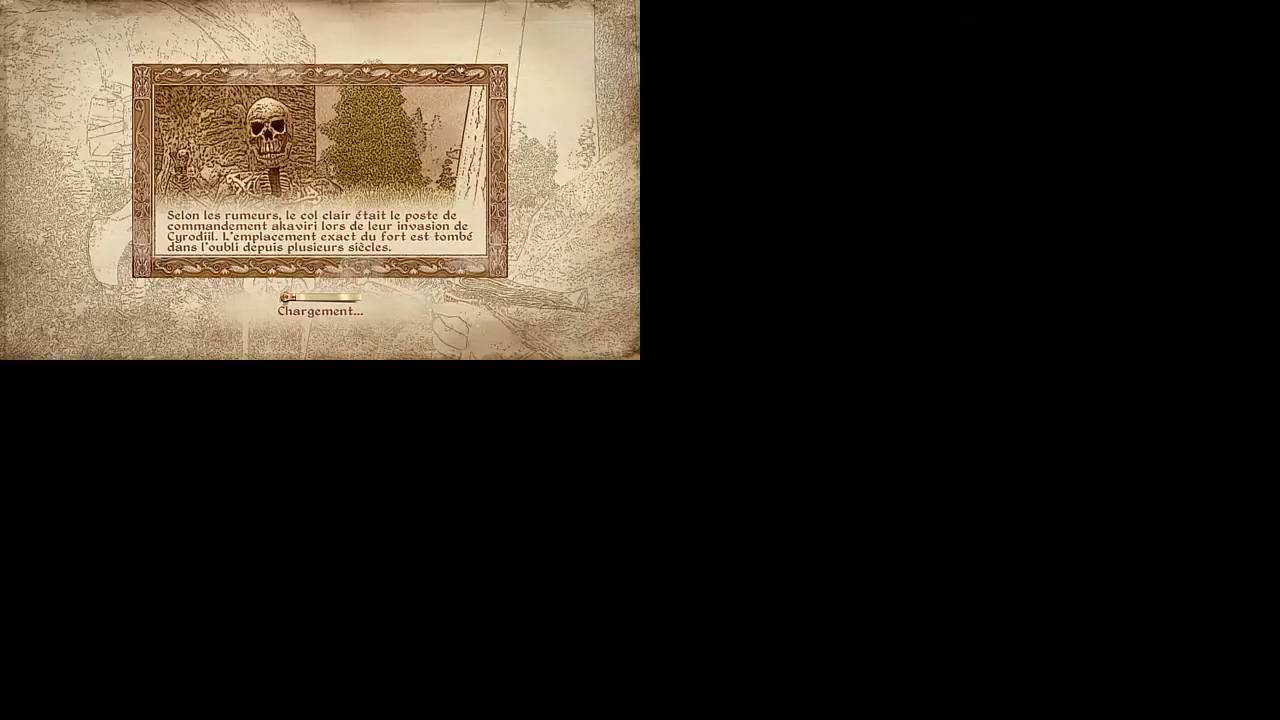 Selon les rumeurs, le col clair était le poste de
commandement akaviri lors de leur invasion de
Cyrodiil. L'emplacement exact du fort est tombé
dans l'oubli depuis plusieurs siècles.
Chargement...